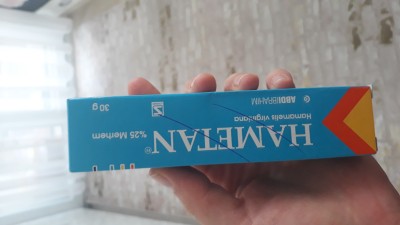 HAMETAN®
Hamamelis virginiana
%25 Merhem
ABDİİBRAHİM
30 g